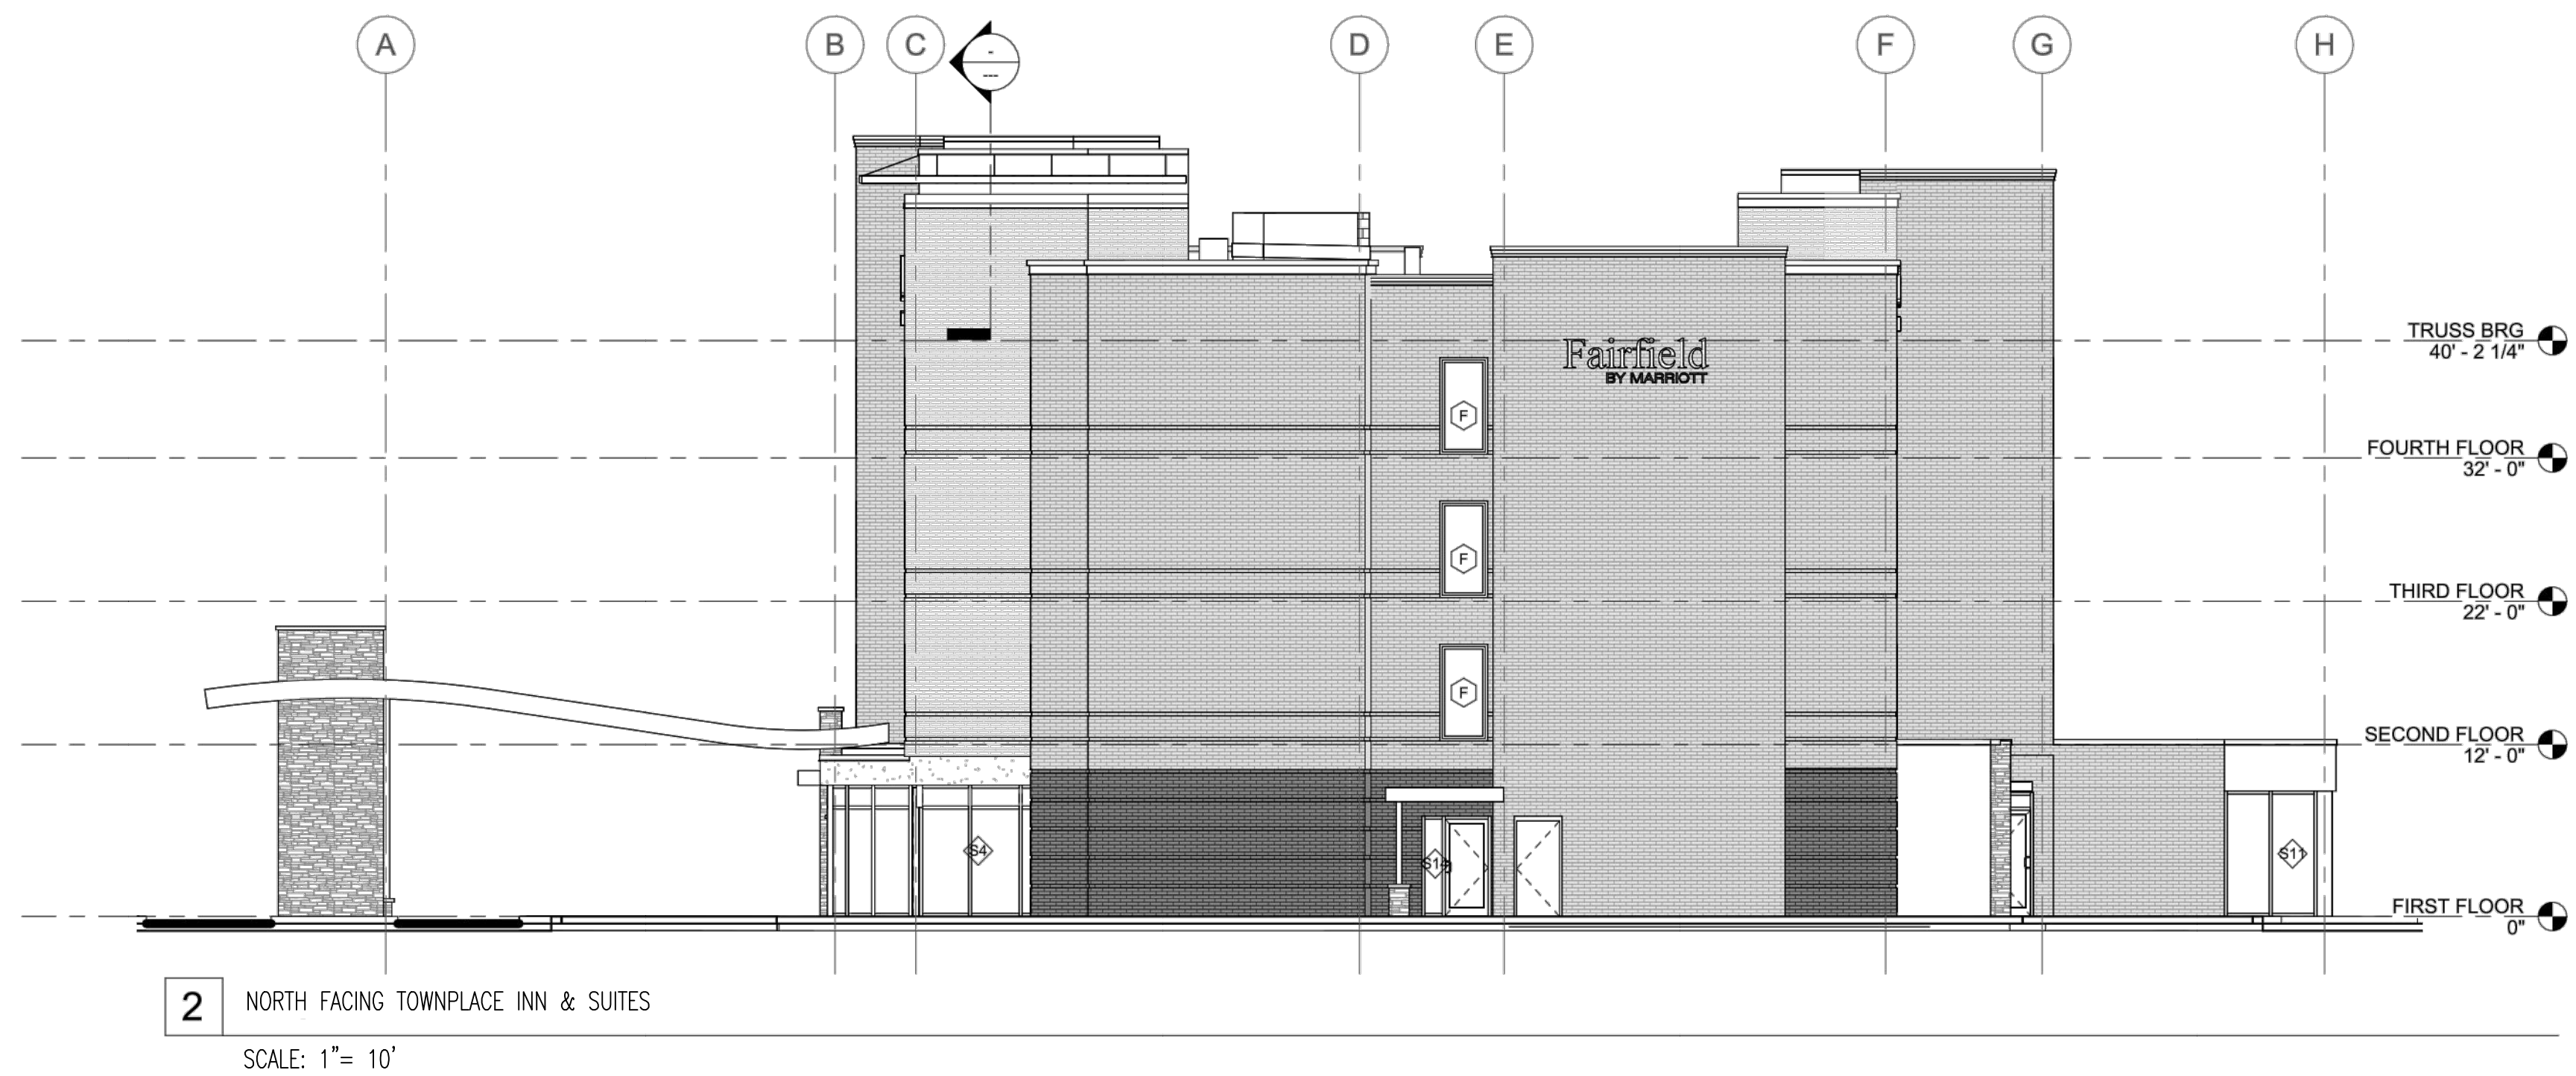 A B C D E F G H
-
---
TRUSS BRG
40' - 2 1/4"
Fairfield
BY MARRIOTT
F
FOURTH FLOOR
32' - 0"
F
THIRD FLOOR
22' - 0"
F
SECOND FLOOR
12' - 0"
S4
S14
S11
FIRST FLOOR
0"
2 NORTH FACING TOWNPLACE INN & SUITES
SCALE: 1"= 10'